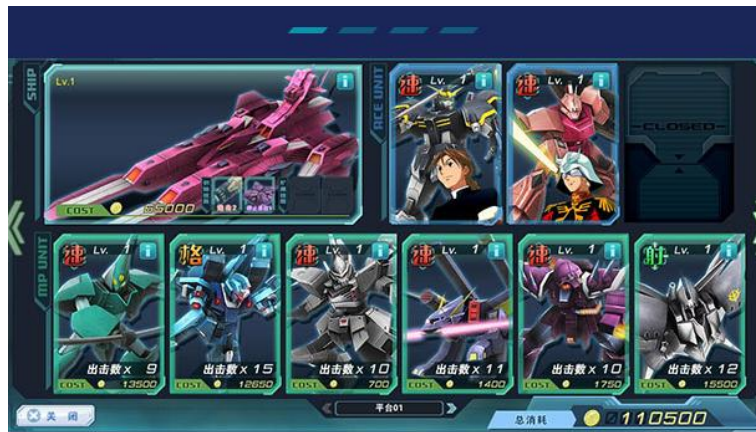 SHIP
Lv.1
COST 5000
ACE UNIT
速 Lv. 1
速 Lv. 1
CLOSED
MP UNIT
速 Lv. 1
格 Lv. 1
速 Lv. 1
速 Lv. 1
速 Lv. 1
射 Lv. 1
出击数 x 9
出击数 x 15
出击数 x 10
出击数 x 11
出击数 x 10
出击数 x 12
COST 13500
COST 12650
COST 700
COST 1400
COST 1750
COST 15500
关 闭
平台01
总消耗
110500